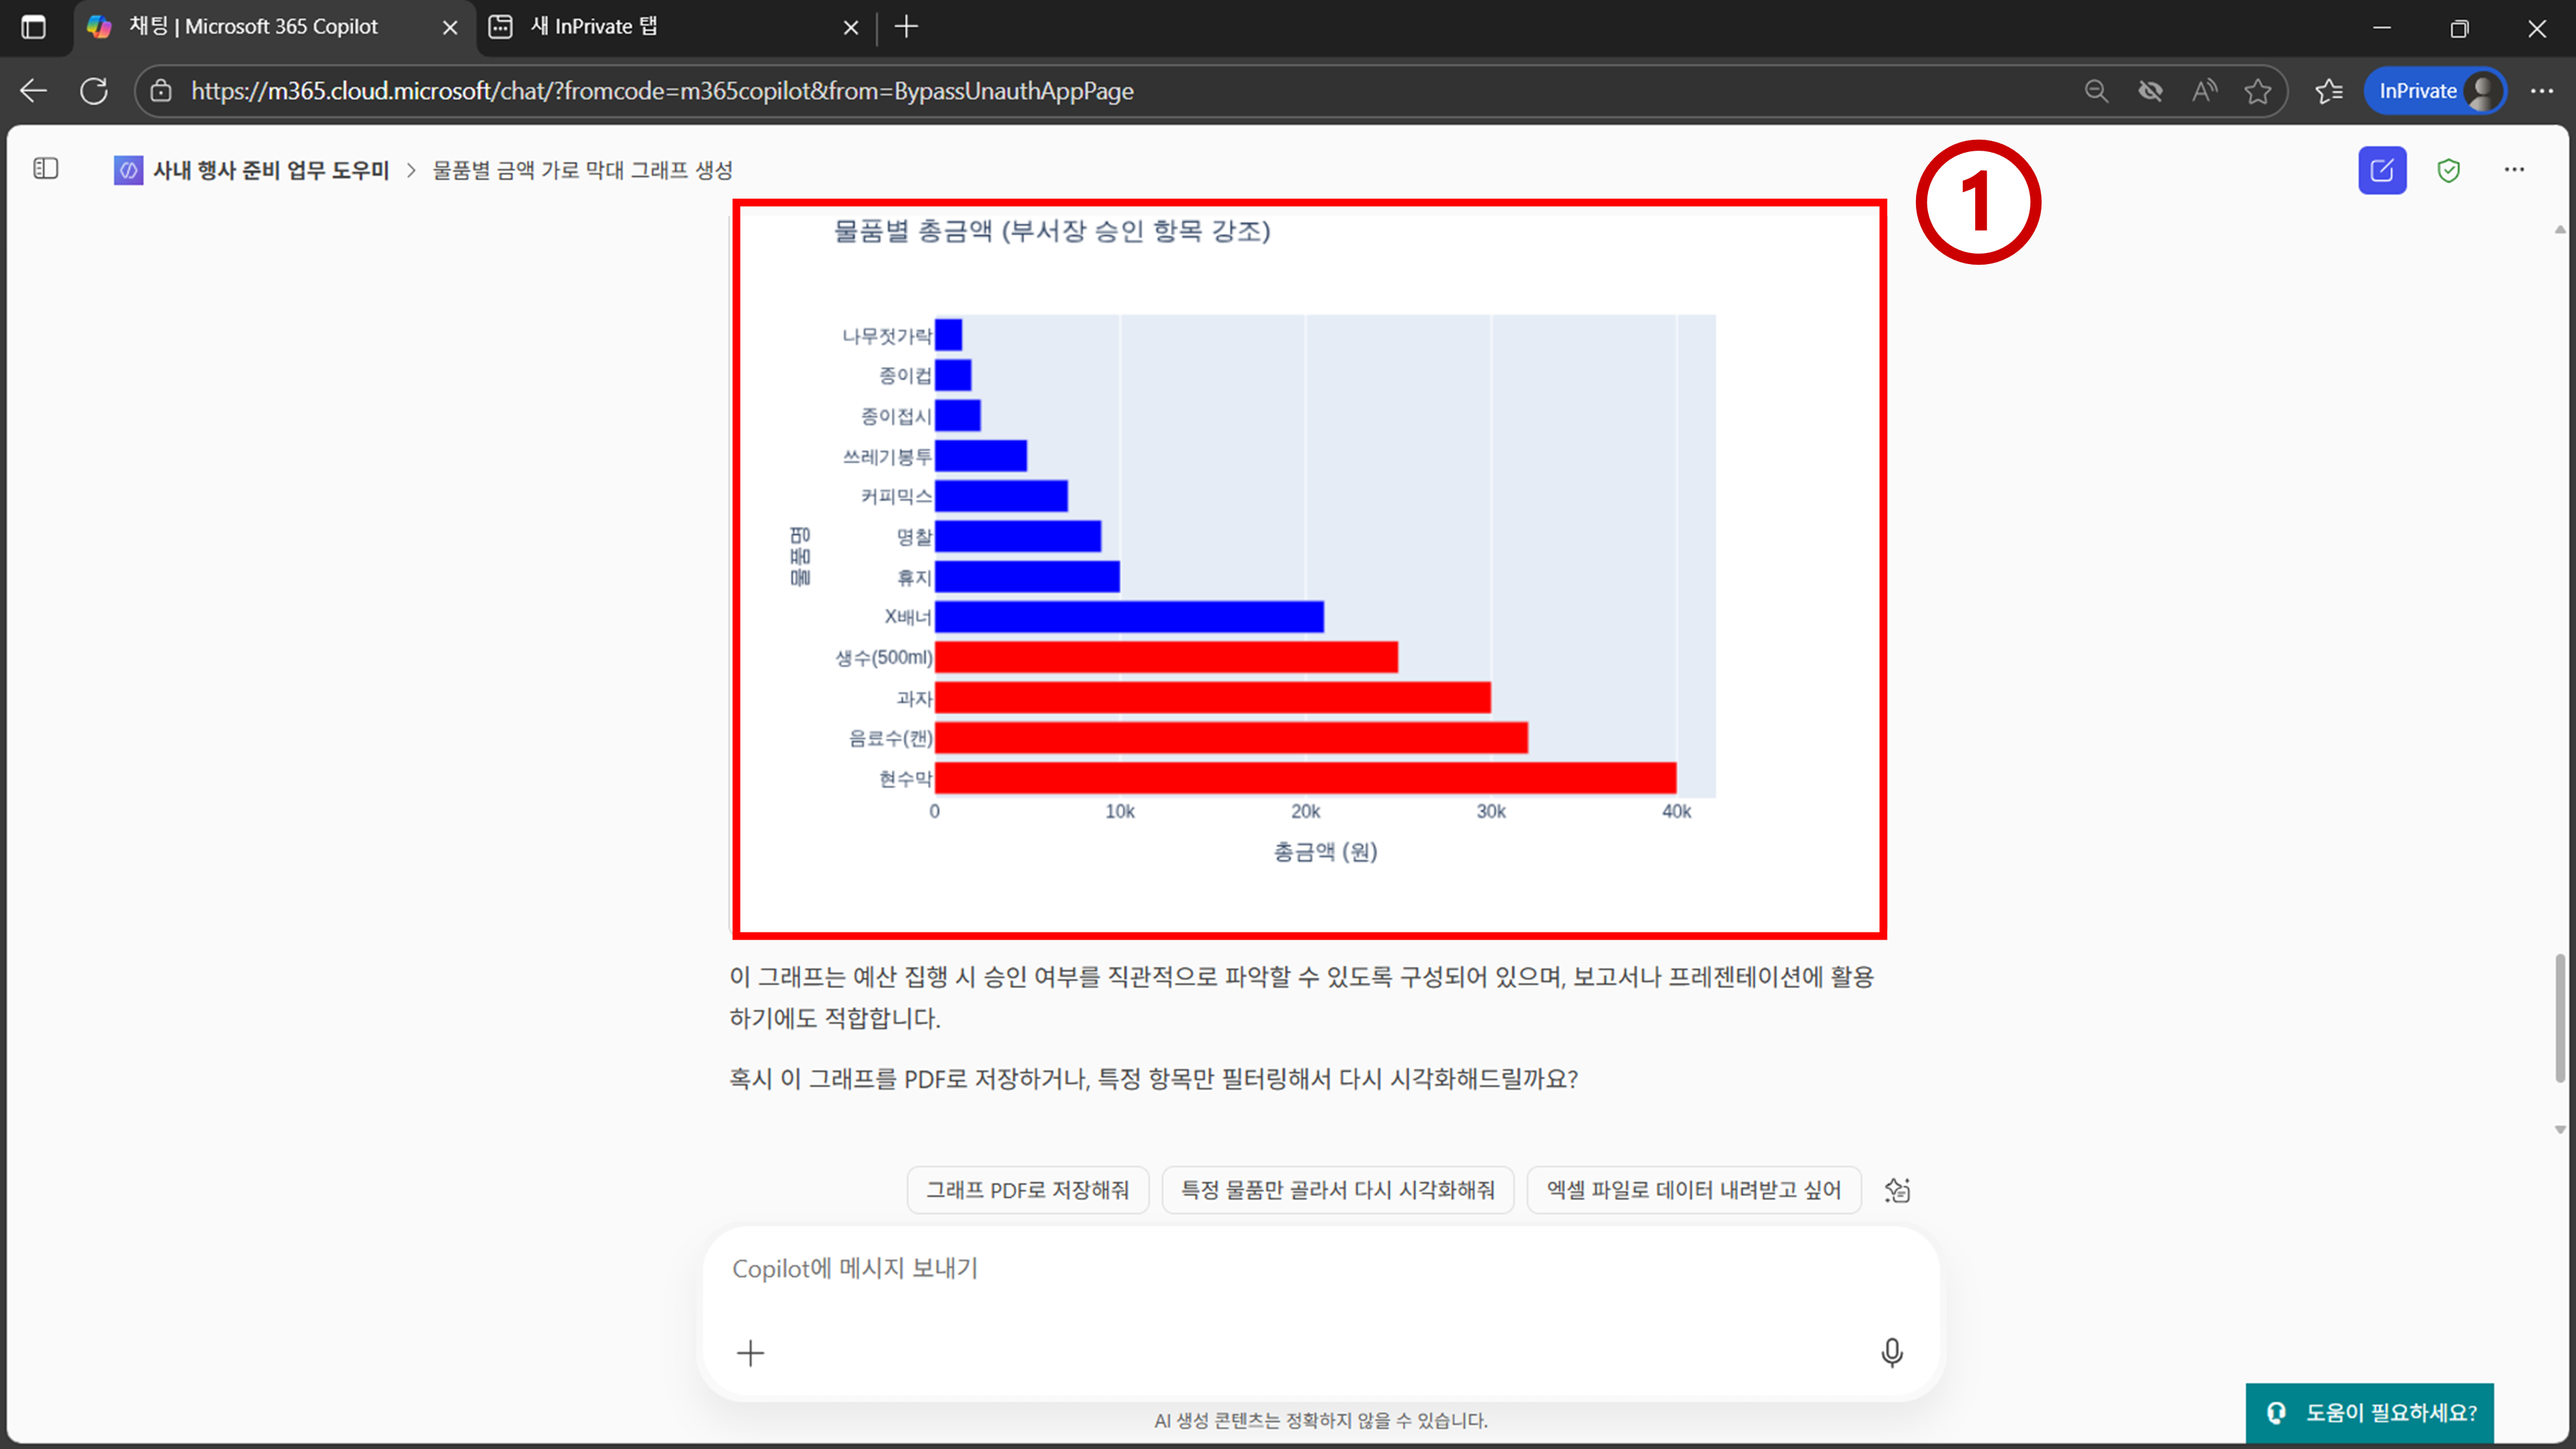 채팅 | Microsoft 365 Copilot
새 InPrivate 탭
https://m365.cloud.microsoft/chat/?fromcode=m365copilot&from=BypassUnauthAppPage
InPrivate
사내 행사 준비 업무 도우미 > 물품별 금액 가로 막대 그래프 생성
1
물품별 총금액 (부서장 승인 항목 강조)
물품명
나무젓가락
종이컵
종이접시
쓰레기봉투
커피믹스
명찰
휴지
X배너
생수(500ml)
과자
음료수(캔)
현수막
0 10k 20k 30k 40k
총금액 (원)
이 그래프는 예산 집행 시 승인 여부를 직관적으로 파악할 수 있도록 구성되어 있으며, 보고서나 프레젠테이션에 활용
하기에도 적합합니다.
혹시 이 그래프를 PDF로 저장하거나, 특정 항목만 필터링해서 다시 시각화해드릴까요?
그래프 PDF로 저장해줘
특정 물품만 골라서 다시 시각화해줘
엑셀 파일로 데이터 내려받고 싶어
Copilot에 메시지 보내기
AI 생성 콘텐츠는 정확하지 않을 수 있습니다.
도움이 필요하세요?